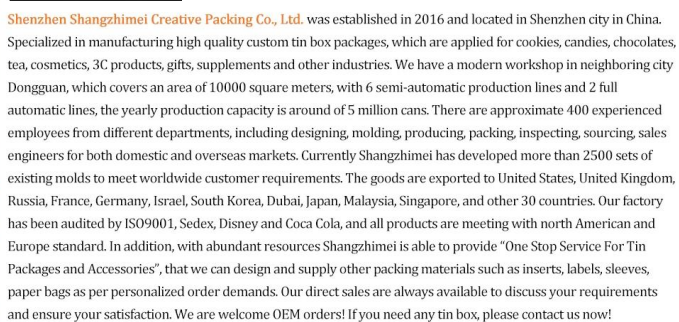 Shenzhen Shangzhimei Creative Packing Co., Ltd. was established in 2016 and located in Shenzhen city in China.
Specialized in manufacturing high quality custom tin box packages, which are applied for cookies, candies, chocolates,
tea, cosmetics, 3C products, gifts, supplements and other industries. We have a modern workshop in neighboring city
Dongguan, which covers an area of 10000 square meters, with 6 semi-automatic production lines and 2 full
automatic lines, the yearly production capacity is around of 5 million cans. There are approximate 400 experienced
employees from different departments, including designing, molding, producing, packing, inspecting, sourcing, sales
engineers for both domestic and overseas markets. Currently Shangzhimei has developed more than 2500 sets of
existing molds to meet worldwide customer requirements. The goods are exported to United States, United Kingdom,
Russia, France, Germany, Israel, South Korea, Dubai, Japan, Malaysia, Singapore, and other 30 countries. Our factory
has been audited by ISO9001, Sedex, Disney and Coca Cola, and all products are meeting with north American and
Europe standard. In addition, with abundant resources Shangzhimei is able to provide “One Stop Service For Tin
Packages and Accessories”, that we can design and supply other packing materials such as inserts, labels, sleeves,
paper bags as per personalized order demands. Our direct sales are always available to discuss your requirements
and ensure your satisfaction. We are welcome OEM orders! If you need any tin box, please contact us now!